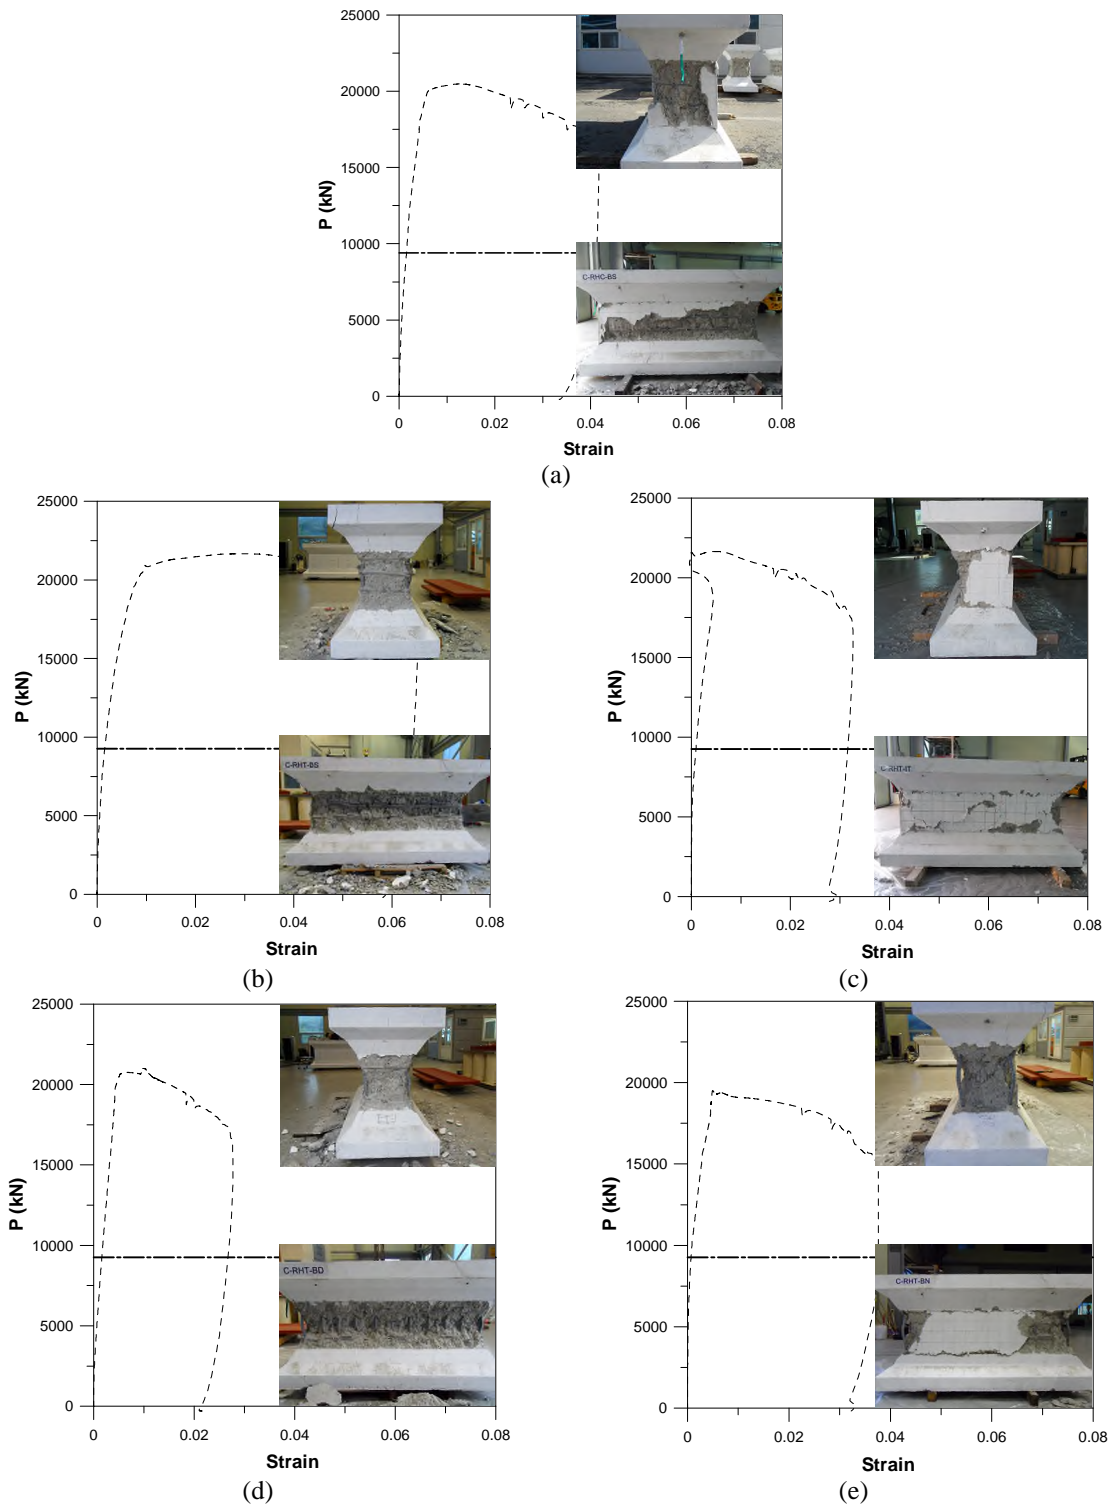 25000
20000
15000
10000
5000
0
P (kN)
C-RHC-BS
0 0.02 0.04 0.06 0.08
Strain
(a)
25000
20000
15000
10000
5000
0
P (kN)
C-RHT-BS
0 0.02 0.04 0.06 0.08
Strain
(b)
25000
20000
15000
10000
5000
0
P (kN)
C-RHT-IT
0 0.02 0.04 0.06 0.08
Strain
(c)
25000
20000
15000
10000
5000
0
P (kN)
C-RHT-BD
0 0.02 0.04 0.06 0.08
Strain
(d)
25000
20000
15000
10000
5000
0
P (kN)
C-RHT-BN
0 0.02 0.04 0.06 0.08
Strain
(e)